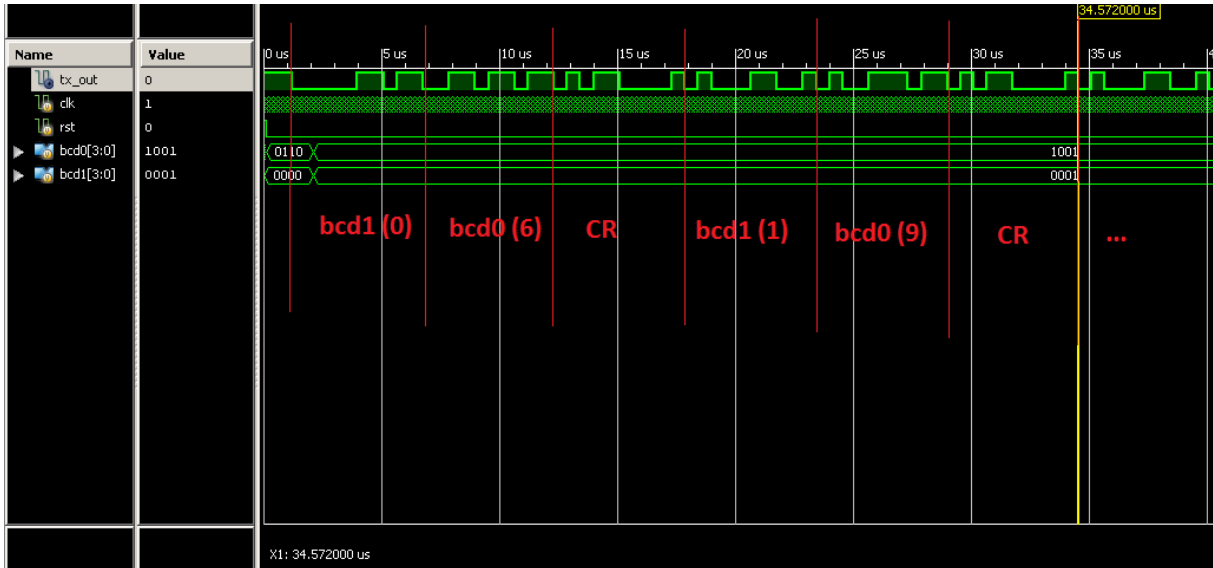 34.572000 us
Name Value
0 us 5 us 10 us 15 us 20 us 25 us 30 us 35 us 4
tx_out 0
clk 1
rst 0
bcd0[3:0] 1001 0110 1001
bcd1[3:0] 0001 0000 0001
bcd1 (0) bcd0 (6) CR bcd1 (1) bcd0 (9) CR ...
X1: 34.572000 us